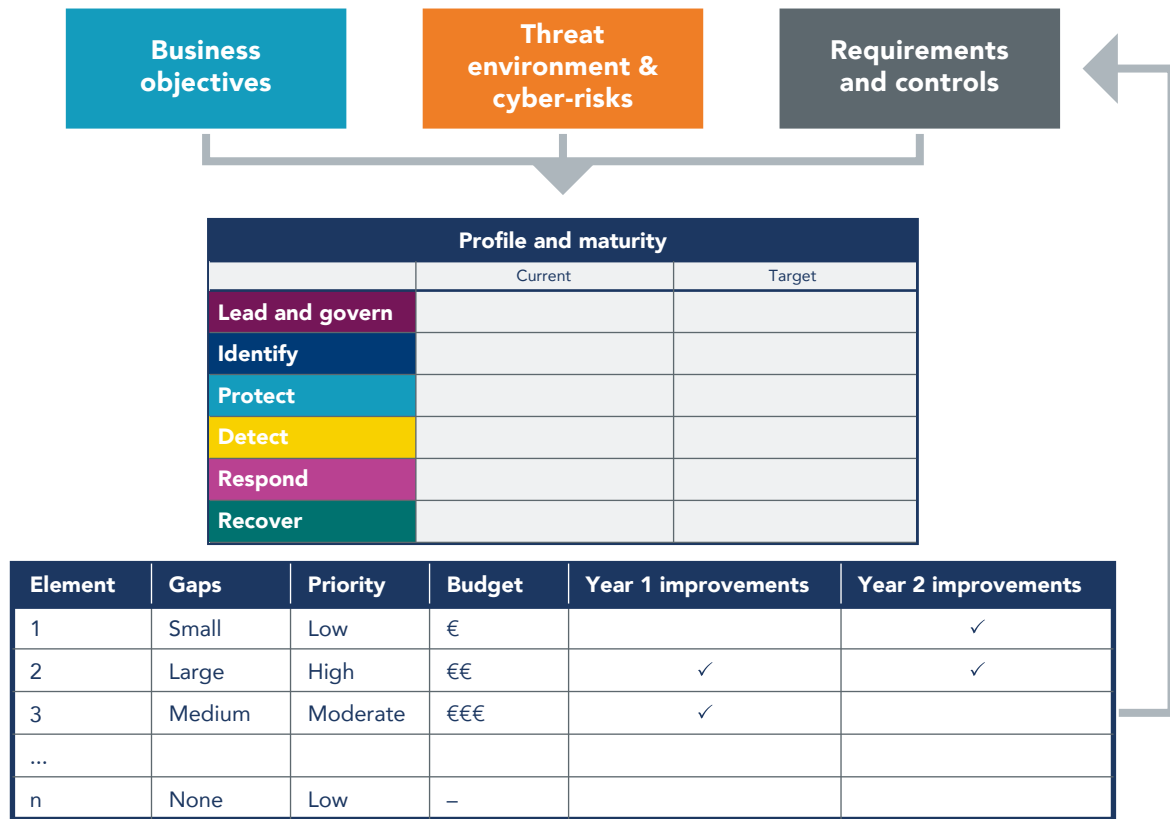 Business
objectives
Threat
environment &
cyber-risks
Requirements
and controls
Profile and maturity
Current Target
Lead and govern
Identify
Protect
Detect
Respond
Recover
Element Gaps Priority Budget Year 1 improvements Year 2 improvements
1 Small Low € ✓
2 Large High €€ ✓ ✓
3 Medium Moderate €€€ ✓
...
n None Low –